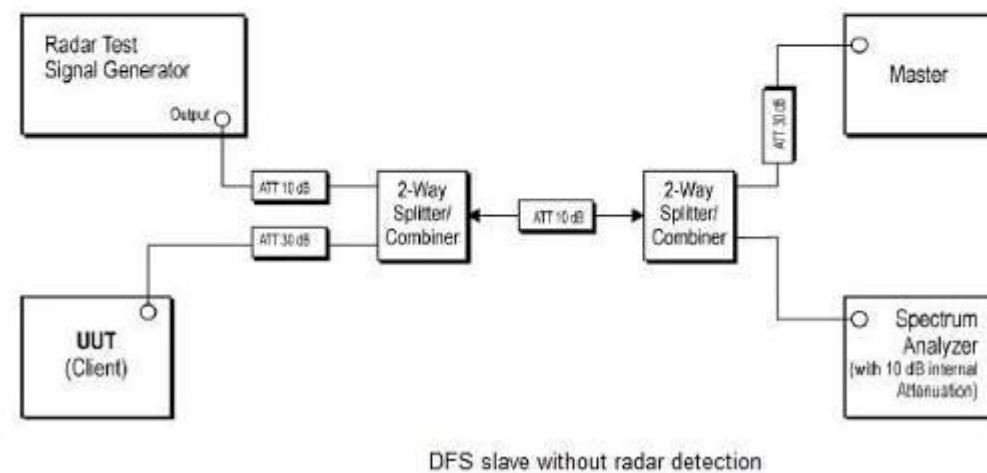 Radar Test
Signal Generator
Output
Master
ATT 30 dB
ATT 10 dB
2-Way
Splitter/
Combiner
ATT 10 dB
2-Way
Splitter/
Combiner
ATT 30 dB
UUT
(Client)
Spectrum
Analyzer
(with 10 dB internal
Attenuation)
DFS slave without radar detection